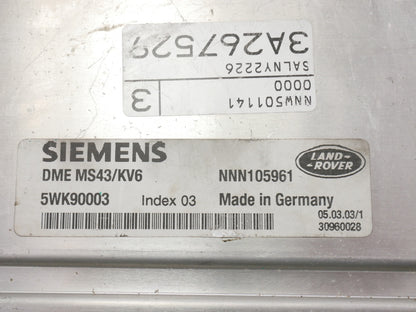 3A267529
SALNY2226
0000
NNW501141
3
SIEMENS
DME MS43/KV6
NNN105961
LAND-
ROVER
5WK90003
Index 03
Made in Germany
05.03.03/1
30960028